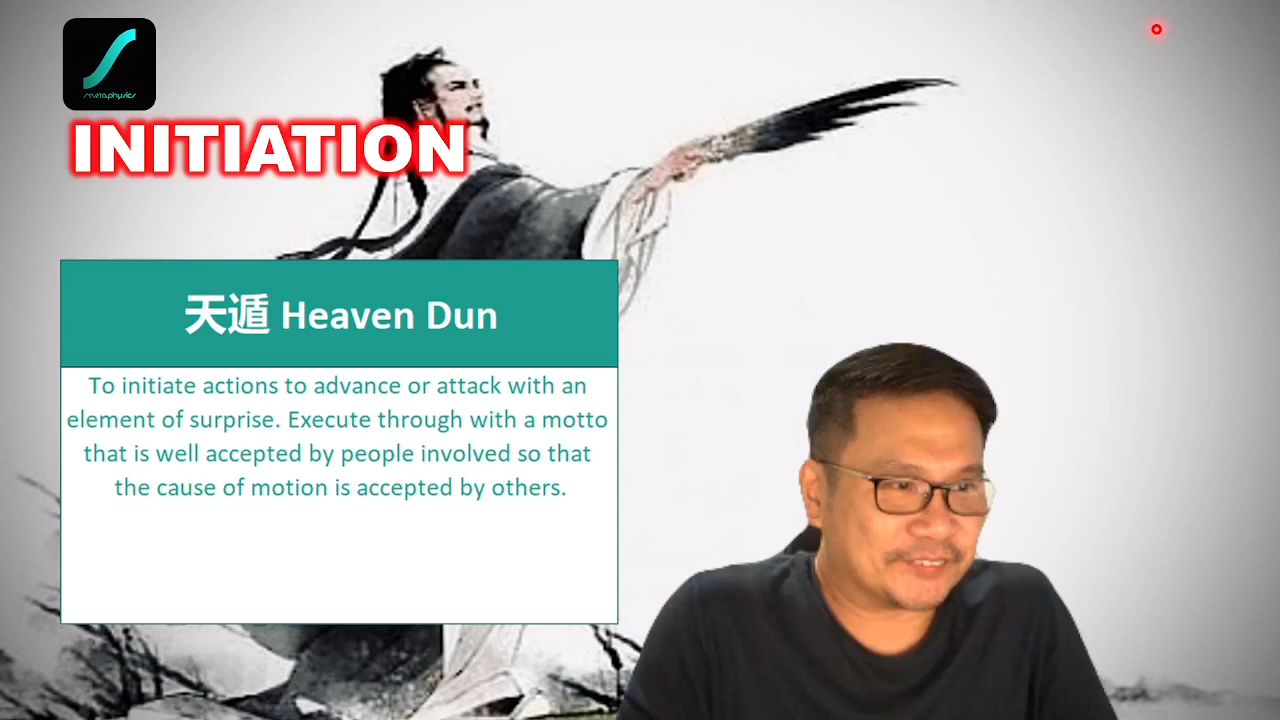 metaphysics
INITIATION
天遁 Heaven Dun
To initiate actions to advance or attack with an
element of surprise. Execute through with a motto
that is well accepted by people involved so that
the cause of motion is accepted by others.